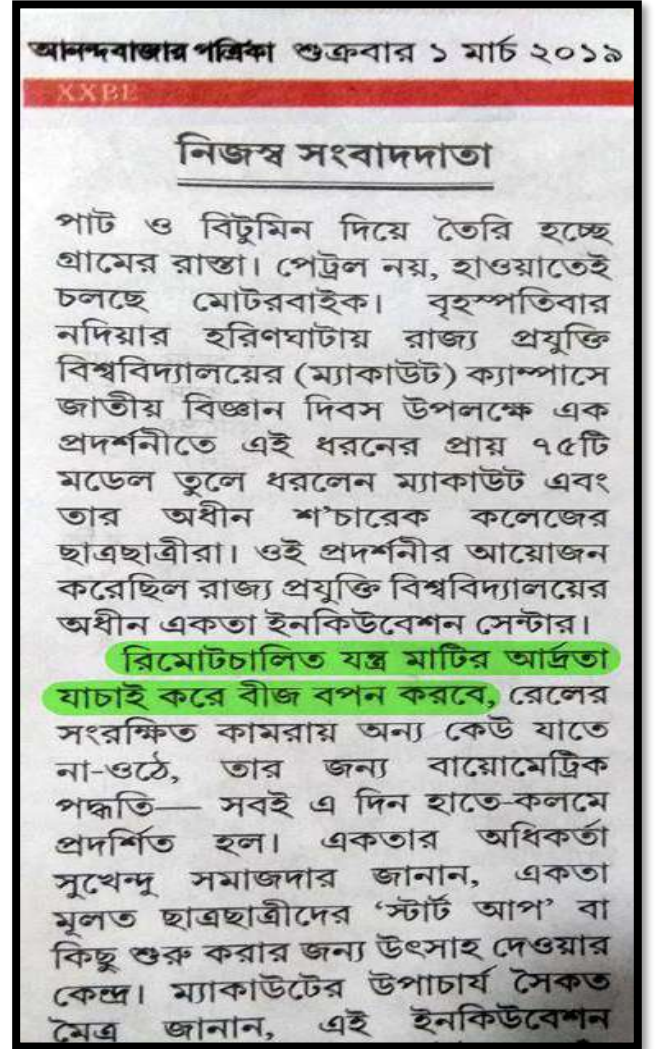 আনন্দবাজার পত্রিকা শুক্রবার ১ মার্চ ২০১৯
XXBE
নিজস্ব সংবাদদাতা
পাট ও বিটুমিন দিয়ে তৈরি হচ্ছে
গ্রামের রাস্তা। পেট্রল নয়, হাওয়াতেই
চলছে মোটরবাইক। বৃহস্পতিবার
নদিয়ার হরিণঘাটায় রাজ্য প্রযুক্তি
বিশ্ববিদ্যালয়ের (ম্যাকাউট) ক্যাম্পাসে
জাতীয় বিজ্ঞান দিবস উপলক্ষে এক
প্রদর্শনীতে এই ধরনের প্রায় ৭৫টি
মডেল তুলে ধরলেন ম্যাকাউট এবং
তার অধীন শ'চারেক কলেজের
ছাত্রছাত্রীরা। ওই প্রদর্শনীর আয়োজন
করেছিল রাজ্য প্রযুক্তি বিশ্ববিদ্যালয়ের
অধীন একতা ইনকিউবেশন সেন্টার।
রিমোটচালিত যন্ত্র মাটির আর্দ্রতা
যাচাই করে বীজ বপন করবে, রেলের
সংরক্ষিত কামরায় অন্য কেউ যাতে
না-ওঠে, তার জন্য বায়োমেট্রিক
পদ্ধতি— সবই এ দিন হাতে-কলমে
প্রদর্শিত হল। একতার অধিকর্তা
সুখেন্দু সমাজদার জানান, একতা
মূলত ছাত্রছাত্রীদের ‘স্টার্ট আপ’ বা
কিছু শুরু করার জন্য উৎসাহ দেওয়ার
কেন্দ্র। ম্যাকাউটের উপাচার্য সৈকত
মৈত্র জানান, এই ইনকিউবেশন